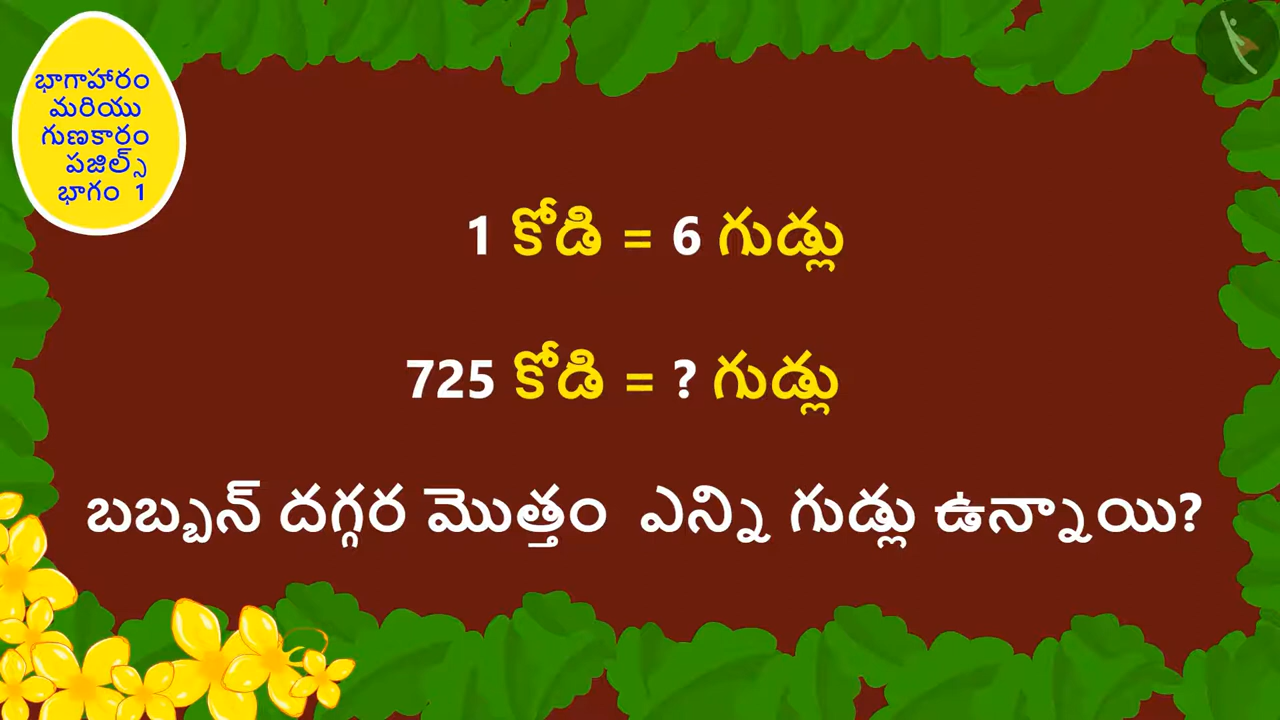 భాగాహారం
మరియు
గుణకారం
పజిల్స్
భాగం 1
1 కోడి = 6 గుడ్లు
725 కోడి = ? గుడ్లు
బబ్బన్ దగ్గర మొత్తం ఎన్ని గుడ్లు ఉన్నాయి?